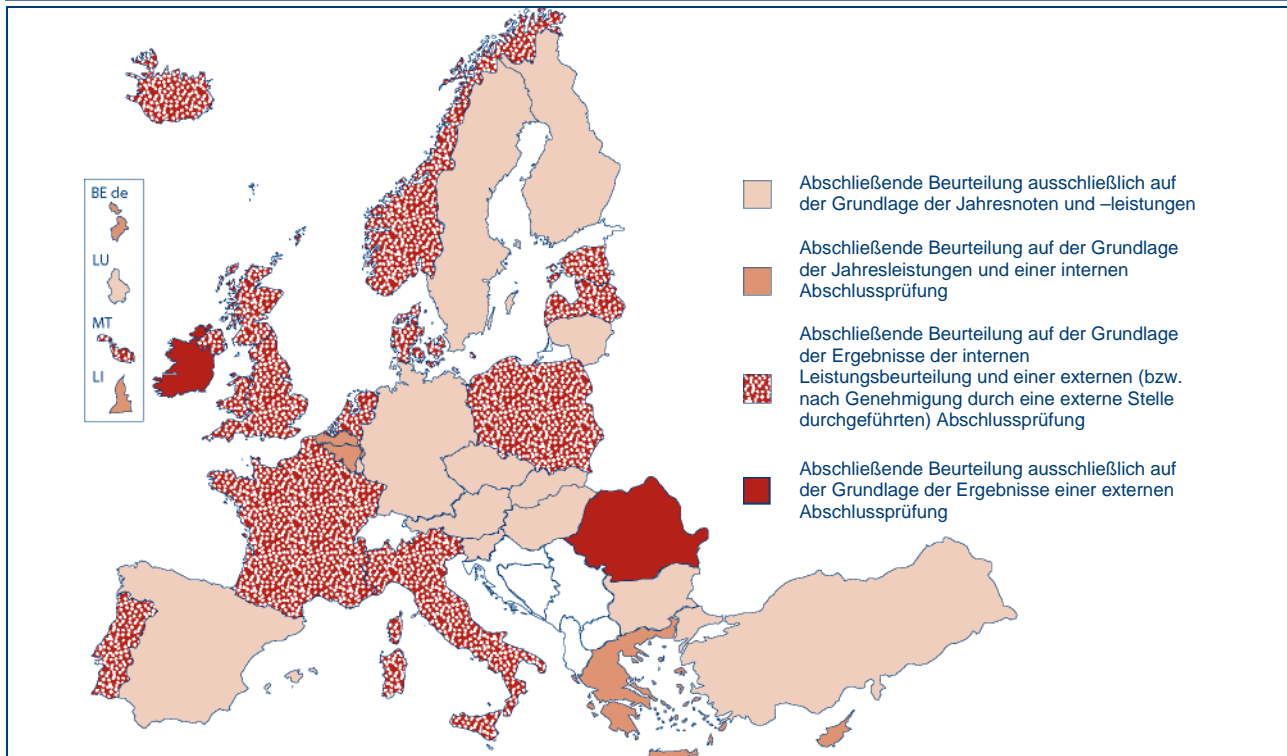 BE de
LU
MT
LI
Abschließende Beurteilung ausschließlich auf
der Grundlage der Jahresnoten und –leistungen
Abschließende Beurteilung auf der Grundlage
der Jahresleistungen und einer internen
Abschlussprüfung
Abschließende Beurteilung auf der Grundlage
der Ergebnisse der internen
Leistungsbeurteilung und einer externen (bzw.
nach Genehmigung durch eine externe Stelle
durchgeführten) Abschlussprüfung
Abschließende Beurteilung ausschließlich auf
der Grundlage der Ergebnisse einer externen
Abschlussprüfung